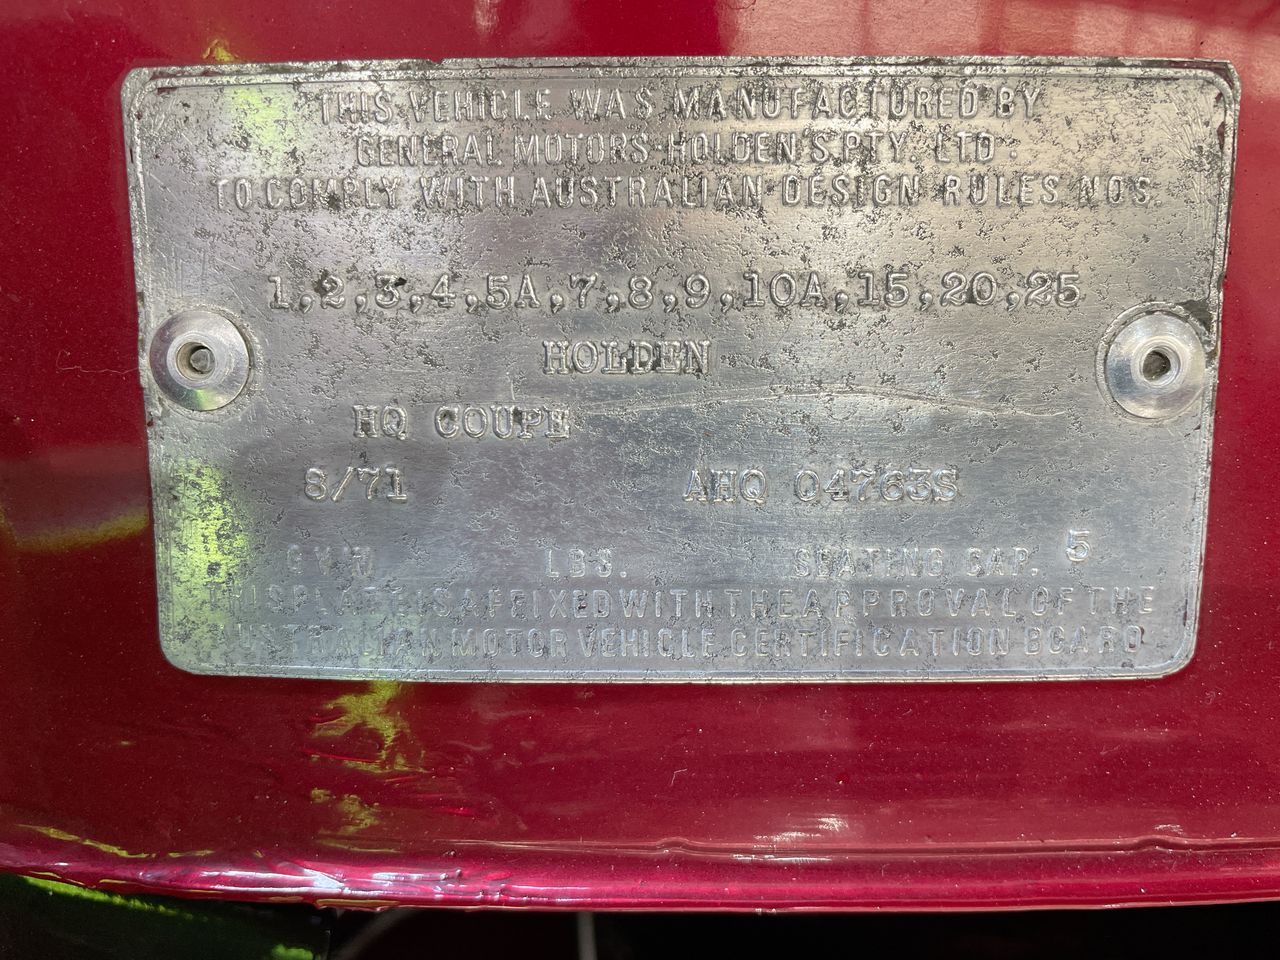 THIS VEHICLE WAS MANUFACTURED BY
GENERAL MOTORS HOLDEN'S PTY. LTD.
TO COMPLY WITH AUSTRALIAN DESIGN RULES NOS.
1,2,3,4,5A,7,8,9,10A,15,20,25
HOLDEN
HQ COUPE
8/71 AHQ 04763S
GVW LBS. SEATING CAP. 5
THIS PLATE IS AFFIXED WITH THE APPROVAL OF THE
AUSTRALIAN MOTOR VEHICLE CERTIFICATION BOARD